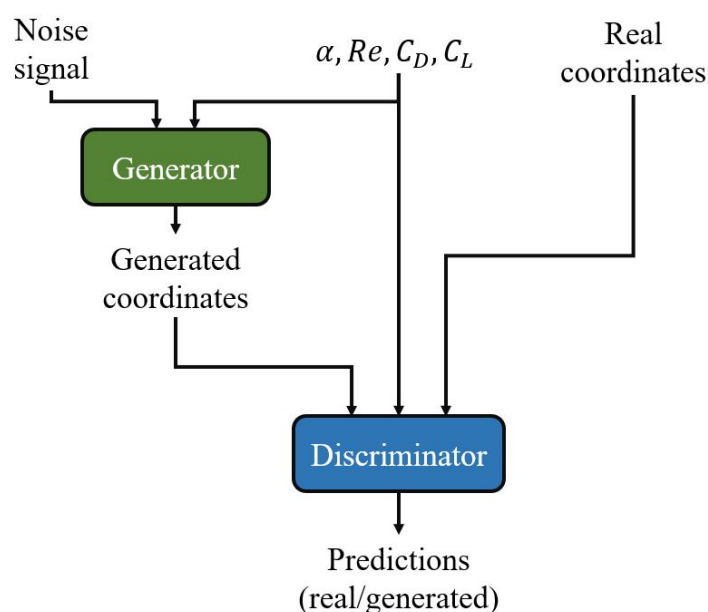 Noise
signal
α, Re, C_D, C_L
Real
coordinates
Generator
Generated
coordinates
Discriminator
Predictions
(real/generated)